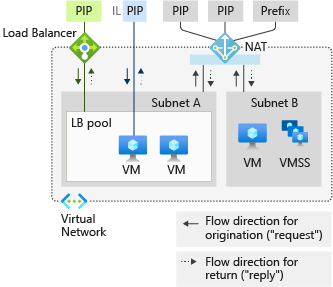 PIP
IL PIP
PIP
PIP
Prefix
Load Balancer
NAT
Subnet A
Subnet B
LB pool
VM
VM
VM
VMSS
Virtual
Network
Flow direction for
origination ("request")
Flow direction for
return ("reply")